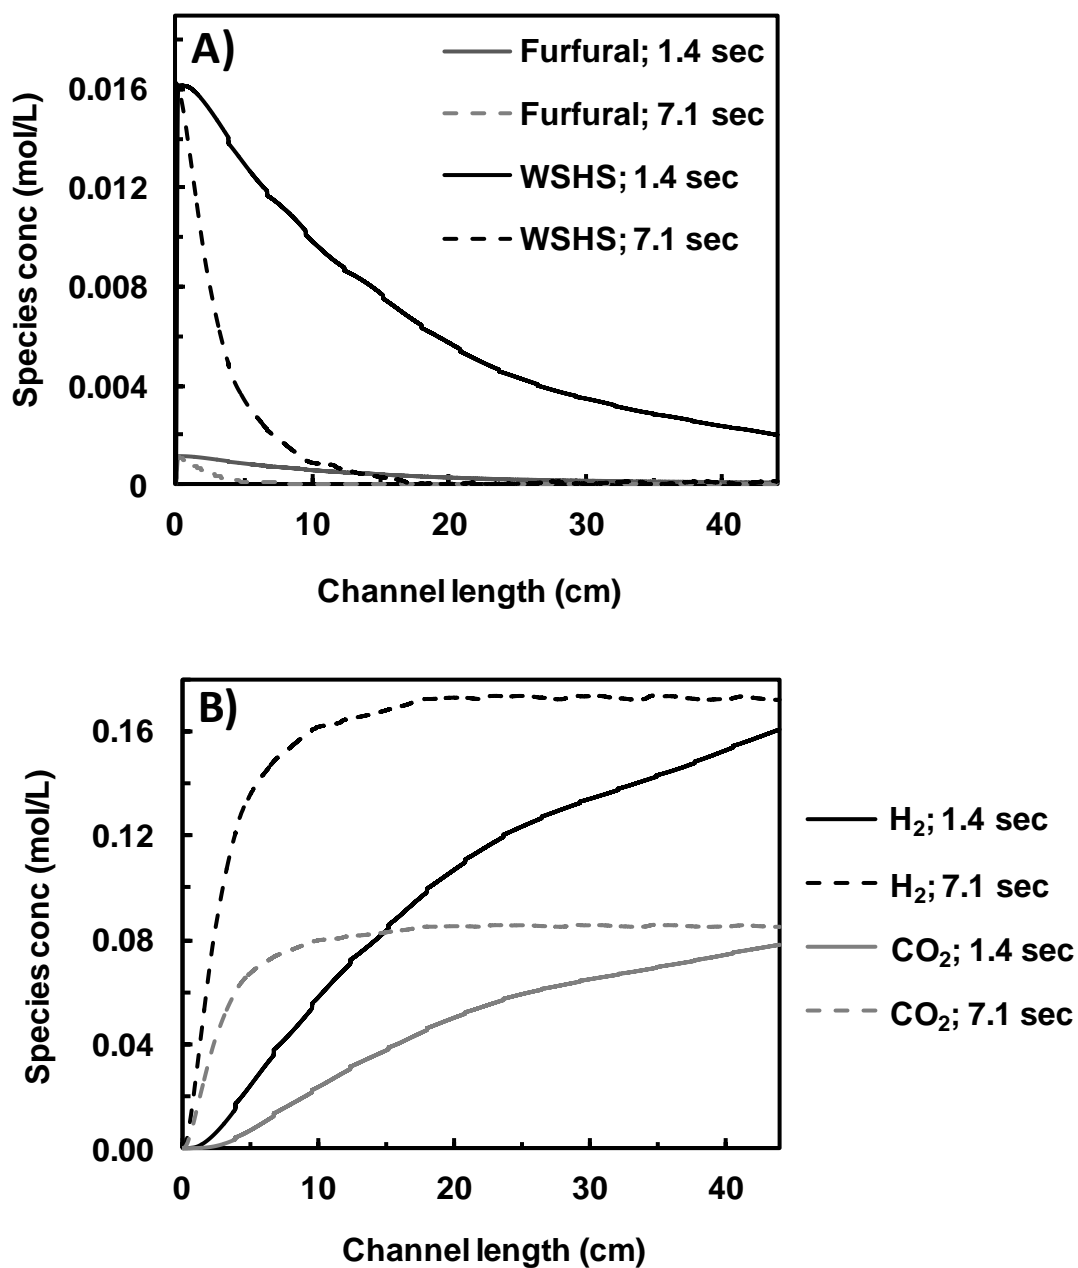 A)
Furfural; 1.4 sec
Furfural; 7.1 sec
WSHS; 1.4 sec
WSHS; 7.1 sec
Species conc (mol/L)
0.016
0.012
0.008
0.004
0
0 10 20 30 40
Channel length (cm)
B)
Species conc (mol/L)
0.16
0.12
0.08
0.04
0.00
0 10 20 30 40
Channel length (cm)
H₂; 1.4 sec
H₂; 7.1 sec
CO₂; 1.4 sec
CO₂; 7.1 sec